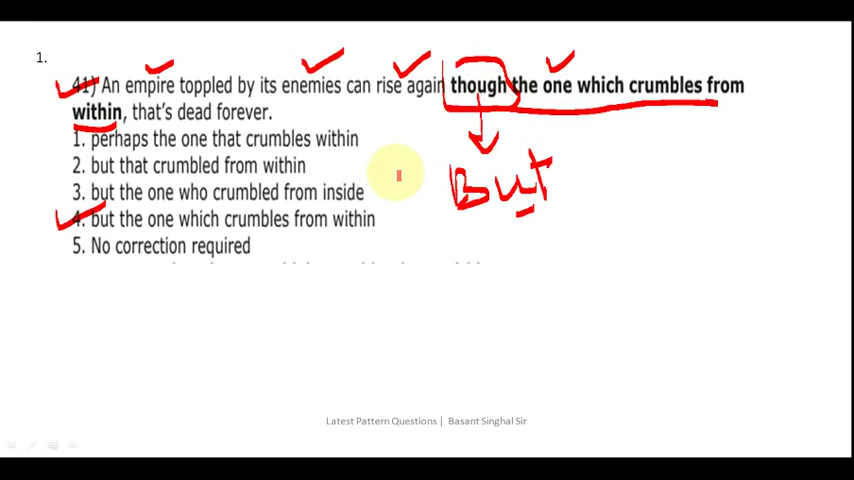 1.
41) An empire toppled by its enemies can rise again though the one which crumbles from
within, that's dead forever.
1. perhaps the one that crumbles within
2. but that crumbled from within
But
3. but the one who crumbled from inside
4. but the one which crumbles from within
5. No correction required
Latest Pattern Questions | Basant Singhal Sir